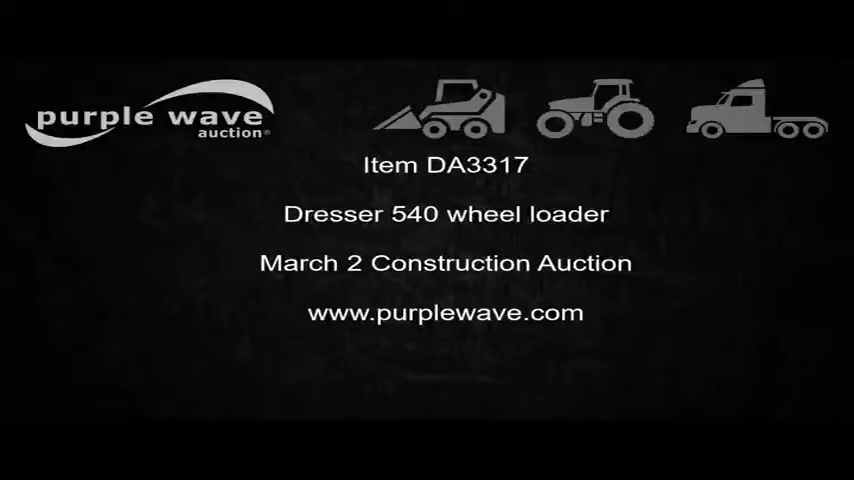 purple wave
auction®
Item DA3317
Dresser 540 wheel loader
March 2 Construction Auction
www.purplewave.com